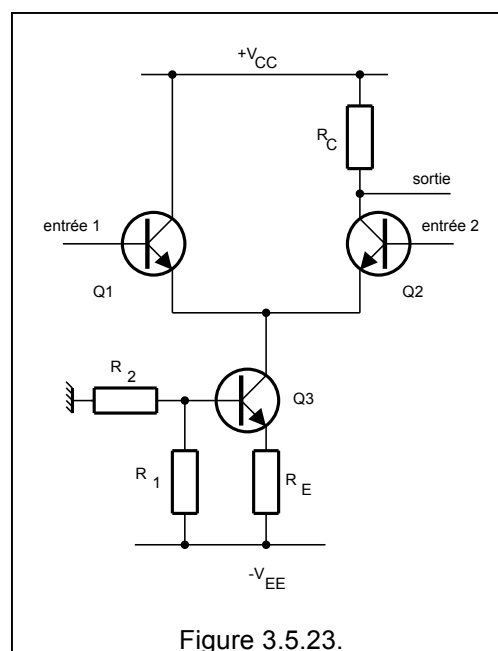 +VCC
RC
sortie
entrée 1
entrée 2
Q1
Q2
R2
Q3
R1
RE
-VEE
Figure 3.5.23.